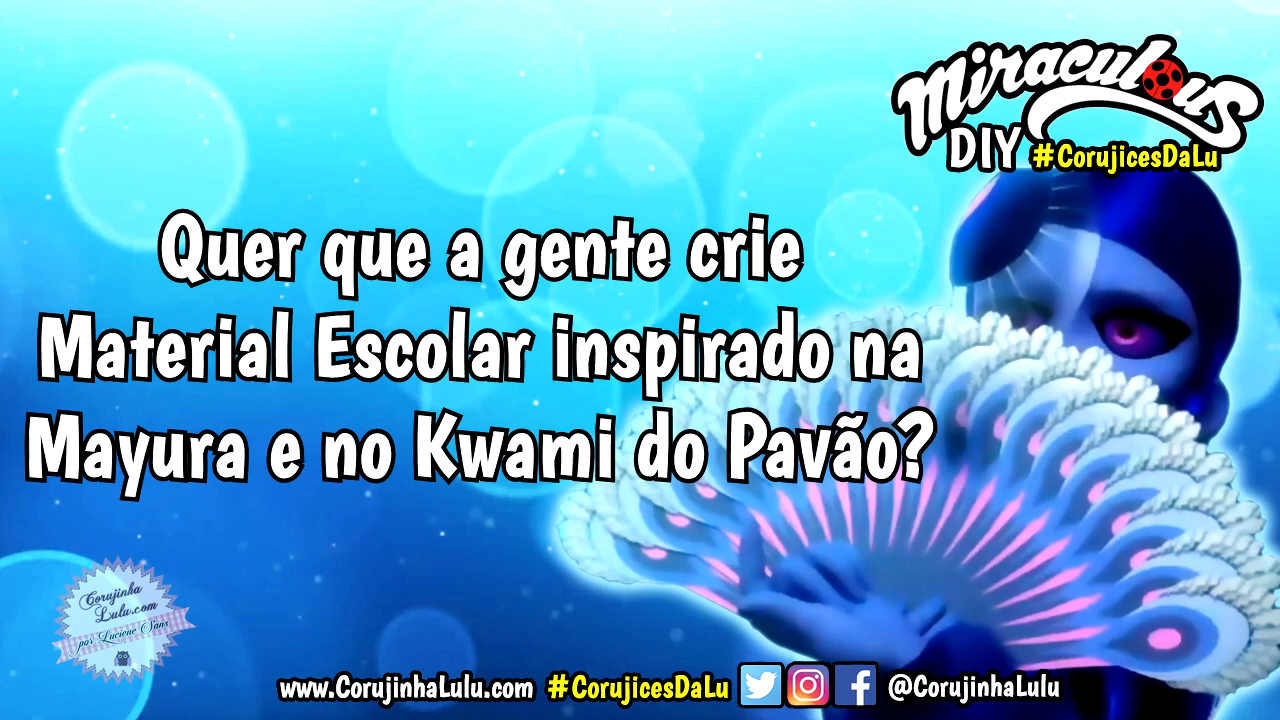 Miraculous
DIY #CorujicesDaLu
Quer que a gente crie
Material Escolar inspirado na
Mayura e no Kwami do Pavão?
Corujinha
Lulu.com
por Luciene Sans
www.CorujinhaLulu.com #CorujicesDaLu @CorujinhaLulu